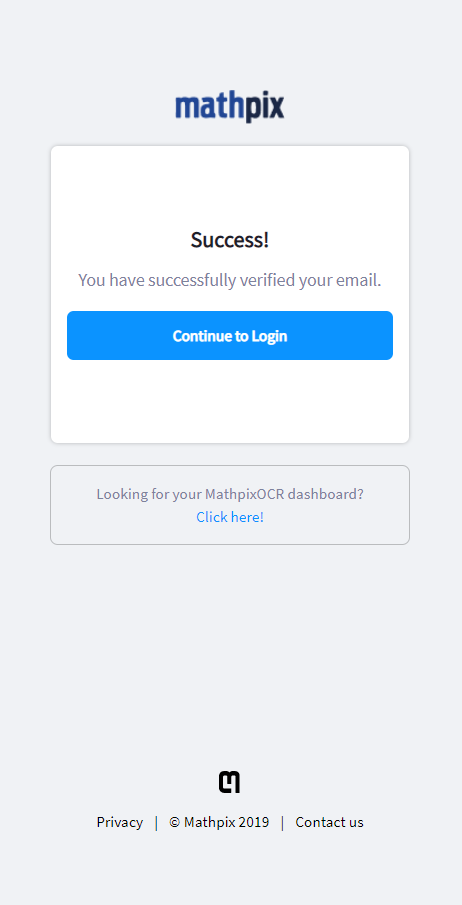 mathpix
Success!
You have successfully verified your email.
Continue to Login
Looking for your MathpixOCR dashboard?
Click here!
Privacy | © Mathpix 2019 | Contact us